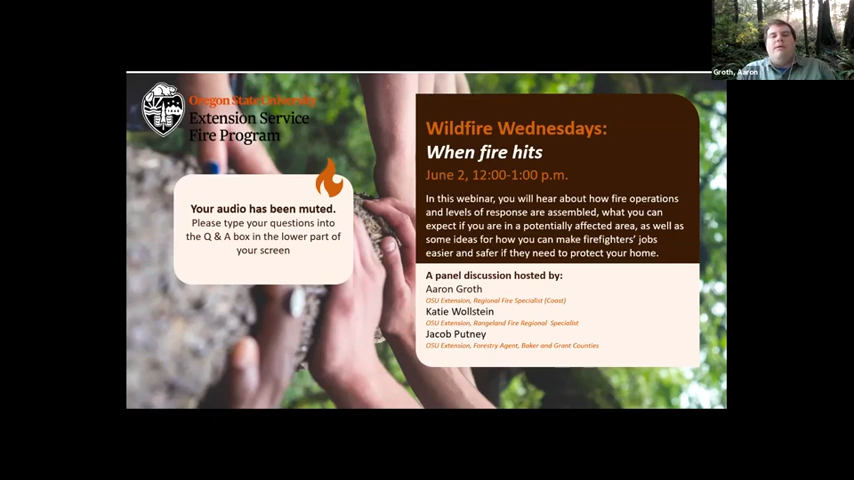 Groth, Aaron
Oregon State University
Extension Service
Fire Program
Your audio has been muted.
Please type your questions into
the Q & A box in the lower part of
your screen
Wildfire Wednesdays:
When fire hits
June 2, 12:00-1:00 p.m.
In this webinar, you will hear about how fire operations
and levels of response are assembled, what you can
expect if you are in a potentially affected area, as well as
some ideas for how you can make firefighters' jobs
easier and safer if they need to protect your home.
A panel discussion hosted by:
Aaron Groth
OSU Extension, Regional Fire Specialist (Coast)
Katie Wollstein
OSU Extension, Rangeland Fire Regional Specialist
Jacob Putney
OSU Extension, Forestry Agent, Baker and Grant Counties